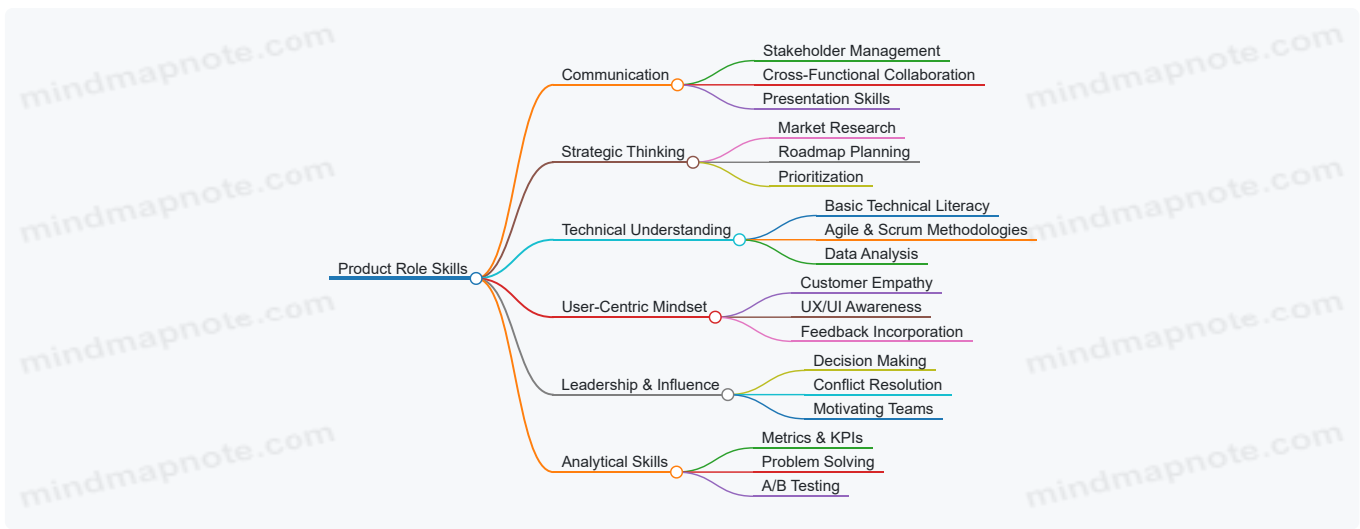 mindmapnote.com
mindmapnote.com
Stakeholder Management
Communication
Cross-Functional Collaboration
Presentation Skills
Market Research
Strategic Thinking
Roadmap Planning
Prioritization
mindmapnote.com
mindmapnote.com
Basic Technical Literacy
Technical Understanding
Agile & Scrum Methodologies
Data Analysis
Product Role Skills
Customer Empathy
User-Centric Mindset
UX/UI Awareness
Feedback Incorporation
mindmapnote.com
mindmapnote.com
Decision Making
Leadership & Influence
Conflict Resolution
Motivating Teams
Metrics & KPIs
Analytical Skills
Problem Solving
A/B Testing
mindmapnote.com
mindmapnote.com